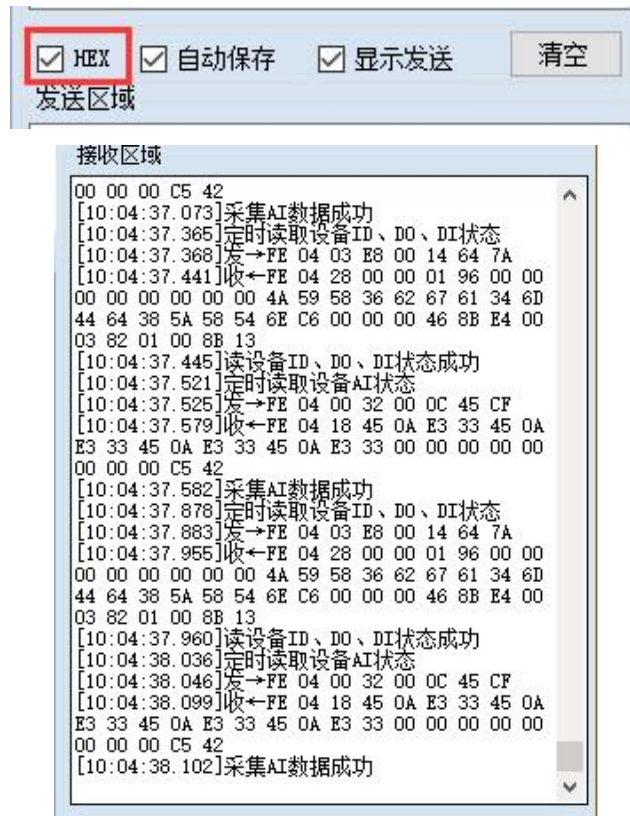 HEX 自动保存 显示发送 清空
发送区域
接收区域
00 00 00 C5 42
[10:04:37.073]采集AI数据成功
[10:04:37.365]定时读取设备ID、DO、DI状态
[10:04:37.368]发→FE 04 03 E8 00 14 64 7A
[10:04:37.441]收←FE 04 28 00 00 01 96 00 00
00 00 00 00 00 00 4A 59 58 36 62 67 61 34 6D
44 64 38 5A 58 54 6E C6 00 00 00 46 8B E4 00
03 82 01 00 8B 13
[10:04:37.445]读设备ID、DO、DI状态成功
[10:04:37.521]定时读取设备AI状态
[10:04:37.525]发→FE 04 00 32 00 0C 45 CF
[10:04:37.579]收←FE 04 18 45 0A E3 33 45 0A
E3 33 45 0A E3 33 45 0A E3 33 00 00 00 00 00
00 00 00 C5 42
[10:04:37.582]采集AI数据成功
[10:04:37.878]定时读取设备ID、DO、DI状态
[10:04:37.883]发→FE 04 03 E8 00 14 64 7A
[10:04:37.955]收←FE 04 28 00 00 01 96 00 00
00 00 00 00 00 00 4A 59 58 36 62 67 61 34 6D
44 64 38 5A 58 54 6E C6 00 00 00 46 8B E4 00
03 82 01 00 8B 13
[10:04:37.960]读设备ID、DO、DI状态成功
[10:04:38.036]定时读取设备AI状态
[10:04:38.046]发→FE 04 00 32 00 0C 45 CF
[10:04:38.099]收←FE 04 18 45 0A E3 33 45 0A
E3 33 45 0A E3 33 45 0A E3 33 00 00 00 00 00
00 00 00 C5 42
[10:04:38.102]采集AI数据成功